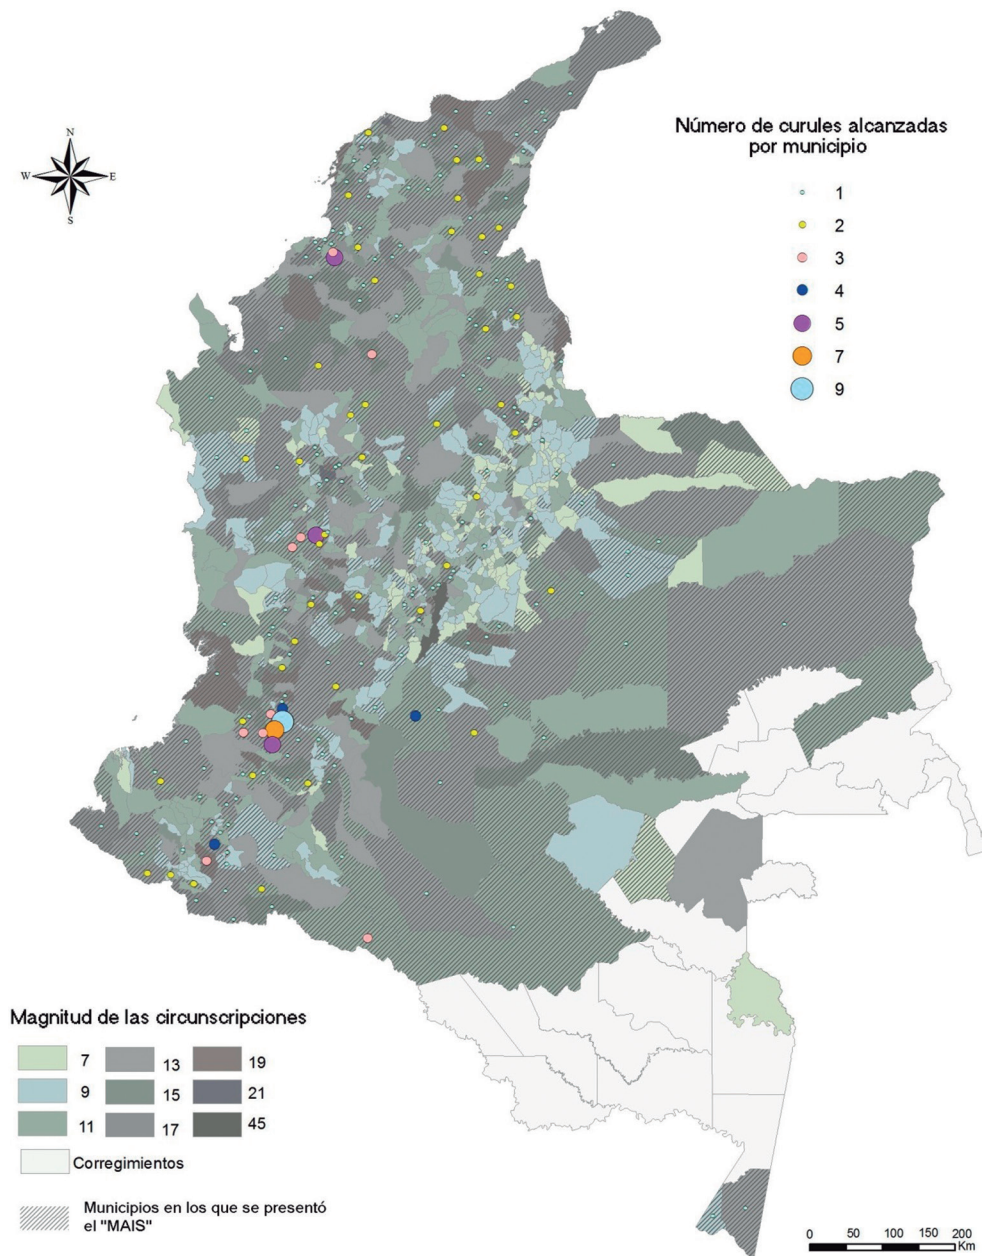 Número de curules alcanzadas
por municipio
N
W E
S
1
2
3
4
5
7
9
Magnitud de las circunscripciones
7 13 19
9 15 21
11 17 45
Corregimientos
Municipios en los que se presentó
el "MAIS"
0 50 100 150 200
Km